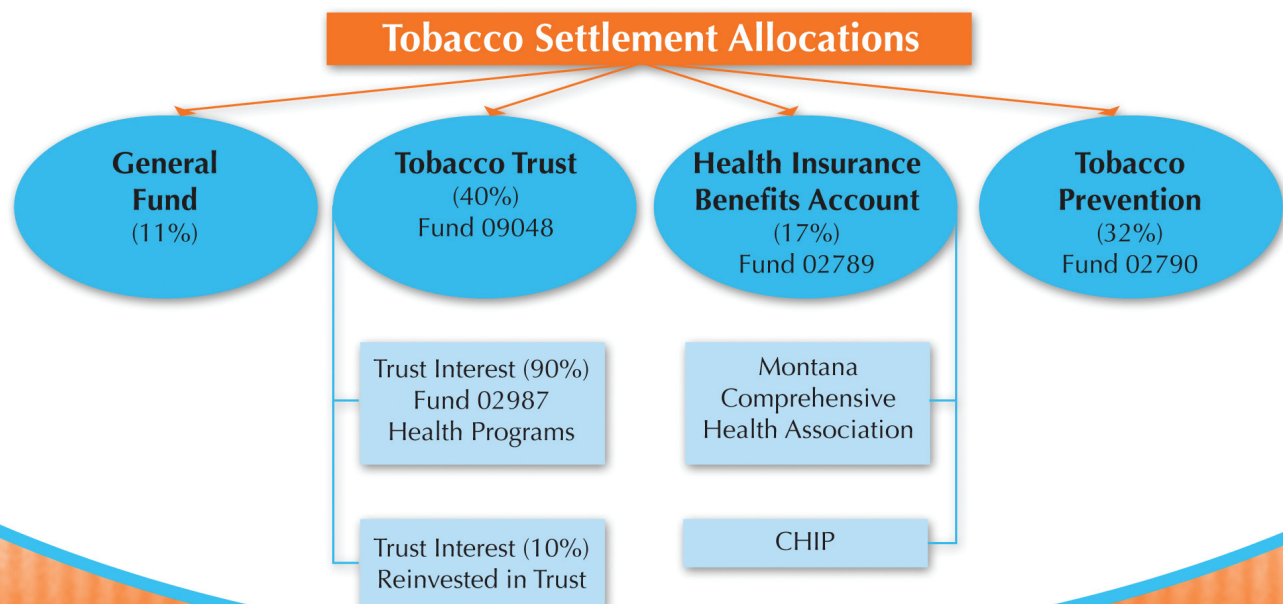 Tobacco Settlement Allocations
General
Fund
(11%)
Tobacco Trust
(40%)
Fund 09048
Health Insurance
Benefits Account
(17%)
Fund 02789
Tobacco
Prevention
(32%)
Fund 02790
Trust Interest (90%)
Fund 02987
Health Programs
Trust Interest (10%)
Reinvested in Trust
Montana
Comprehensive
Health Association
CHIP